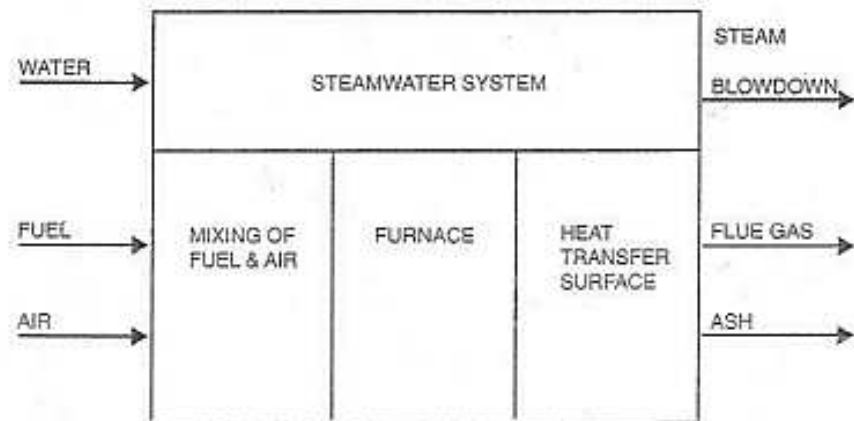 WATER
STEAMWATER SYSTEM
STEAM
BLOWDOWN
FUEL
AIR
MIXING OF
FUEL & AIR
FURNACE
HEAT
TRANSFER
SURFACE
FLUE GAS
ASH